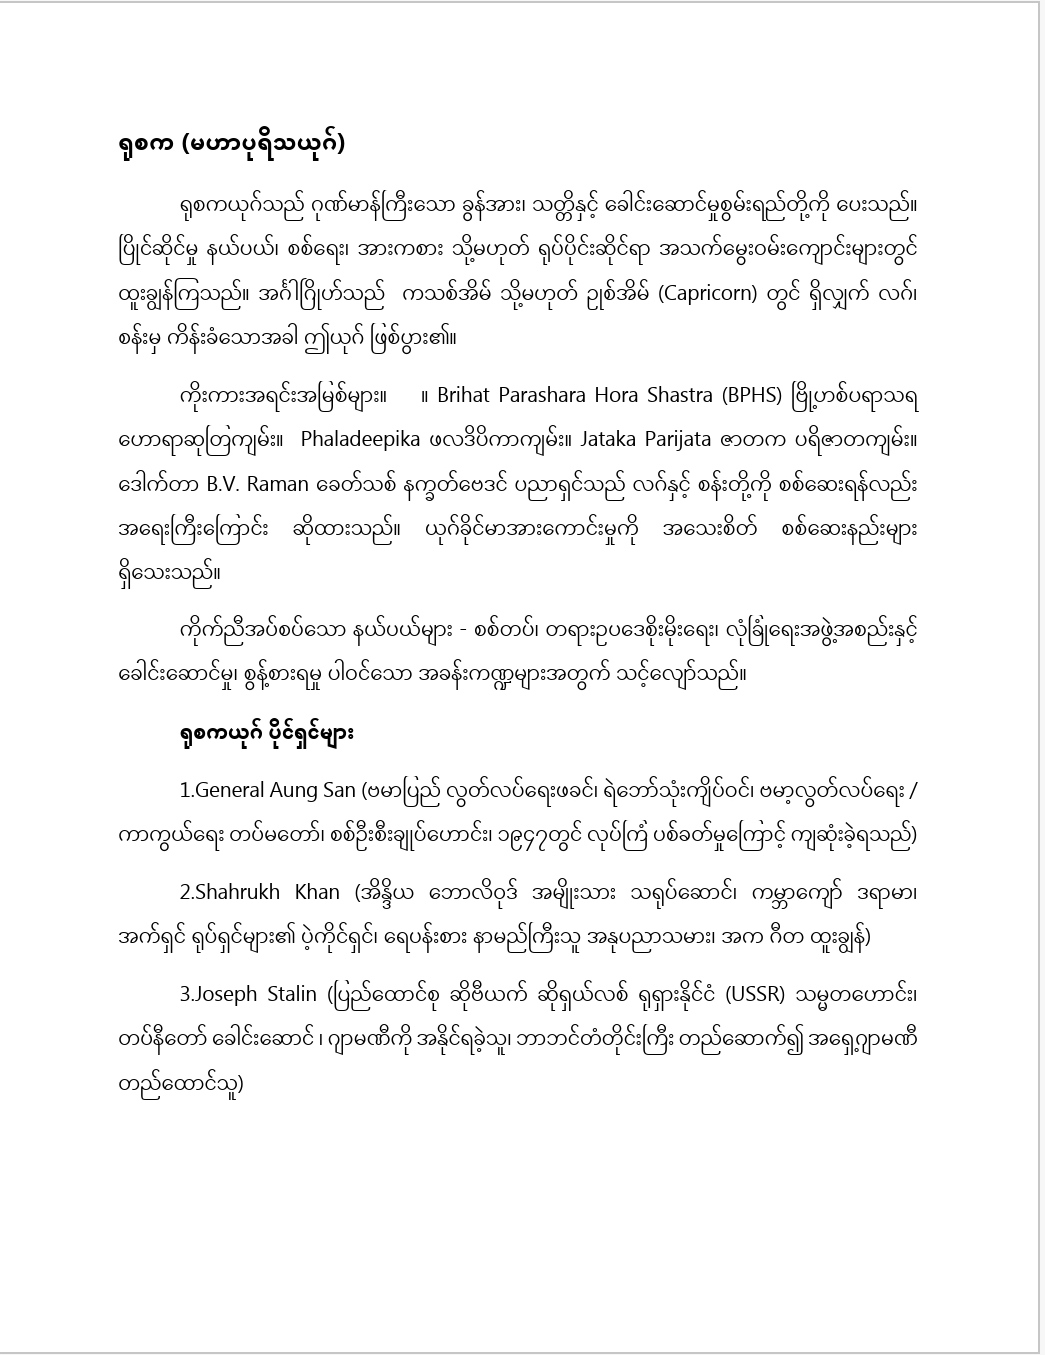 ရုစက (မဟာပုရိသယုဂ်)
ရုစကယုဂ်သည် ဂုဏ်မာန်ကြီးသော ခွန်အား၊ သတ္တိနှင့် ခေါင်းဆောင်မှုစွမ်းရည်တို့ကို ပေးသည်။
ပြိုင်ဆိုင်မှု နယ်ပယ်၊ စစ်ရေး၊ အားကစား သို့မဟုတ် ရုပ်ပိုင်းဆိုင်ရာ အသက်မွေးဝမ်းကျောင်းများတွင်
ထူးချွန်ကြသည်။ အင်္ဂါဂြိုဟ်သည် ကသစ်အိမ် သို့မဟုတ် ဥုစ်အိမ် (Capricorn) တွင် ရှိလျှက် လဂ်၊
စန်းမှ ကိန်းခံသောအခါ ဤယုဂ် ဖြစ်ပွား၏။
ကိုးကားအရင်းအမြစ်များ။ ။ Brihat Parashara Hora Shastra (BPHS) ဗြို့ဟစ်ပရာသရ
ဟောရာဆုတြကျမ်း။ Phaladeepika ဖလဒိပိကာကျမ်း။ Jataka Parijata ဇာတက ပရိဇာတကျမ်း။
ဒေါက်တာ B.V. Raman ခေတ်သစ် နက္ခတ်ဗေဒင် ပညာရှင်သည် လဂ်နှင့် စန်းတို့ကို စစ်ဆေးရန်လည်း
အရေးကြီးကြောင်း ဆိုထားသည်။ ယုဂ်ခိုင်မာအားကောင်းမှုကို အသေးစိတ် စစ်ဆေးနည်းများ
ရှိသေးသည်။
ကိုက်ညီအပ်စပ်သော နယ်ပယ်များ - စစ်တပ်၊ တရားဥပဒေစိုးမိုးရေး၊ လုံခြုံရေးအဖွဲ့အစည်းနှင့်
ခေါင်းဆောင်မှု၊ စွန့်စားရမှု ပါဝင်သော အခန်းကဏ္ဍများအတွက် သင့်လျော်သည်။
ရုစကယုဂ် ပိုင်ရှင်များ
1.General Aung San (ဗမာပြည် လွတ်လပ်ရေးဖခင်၊ ရဲဘော်သုံးကျိပ်ဝင်၊ ဗမာ့လွတ်လပ်ရေး /
ကာကွယ်ရေး တပ်မတော်၊ စစ်ဦးစီးချုပ်ဟောင်း၊ ၁၉၄၇တွင် လုပ်ကြံ ပစ်ခတ်မှုကြောင့် ကျဆုံးခဲ့ရသည်)
2.Shahrukh Khan (အိန္ဒိယ ဘောလိဝုဒ် အမျိုးသား သရုပ်ဆောင်၊ ကမ္ဘာကျော် ဒရာမာ၊
အက်ရှင် ရုပ်ရှင်များ၏ ပွဲကိုင်ရှင်၊ ရေပန်းစား နာမည်ကြီးသူ အနုပညာသမား၊ အက ဂီတ ထူးချွန်)
3.Joseph Stalin (ပြည်ထောင်စု ဆိုဗီယက် ဆိုရှယ်လစ် ရုရှားနိုင်ငံ (USSR) သမ္မတဟောင်း၊
တပ်နီတော် ခေါင်းဆောင် ၊ ဂျာမဏီကို အနိုင်ရခဲ့သူ၊ ဘာဘင်တံတိုင်းကြီး တည်ဆောက်၍ အရှေ့ဂျာမဏီ
တည်ထောင်သူ)